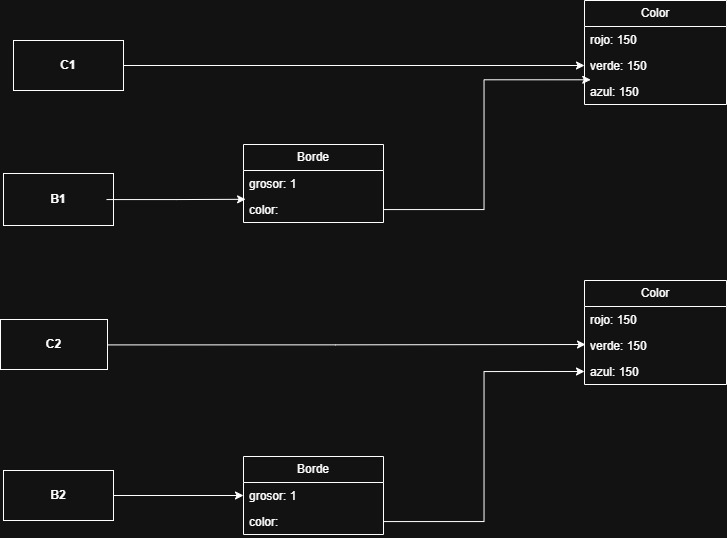 Color
rojo: 150
C1
verde: 150
azul: 150
Borde
grosor: 1
B1
color:
Color
rojo: 150
C2
verde: 150
azul: 150
Borde
B2
grosor: 1
color: